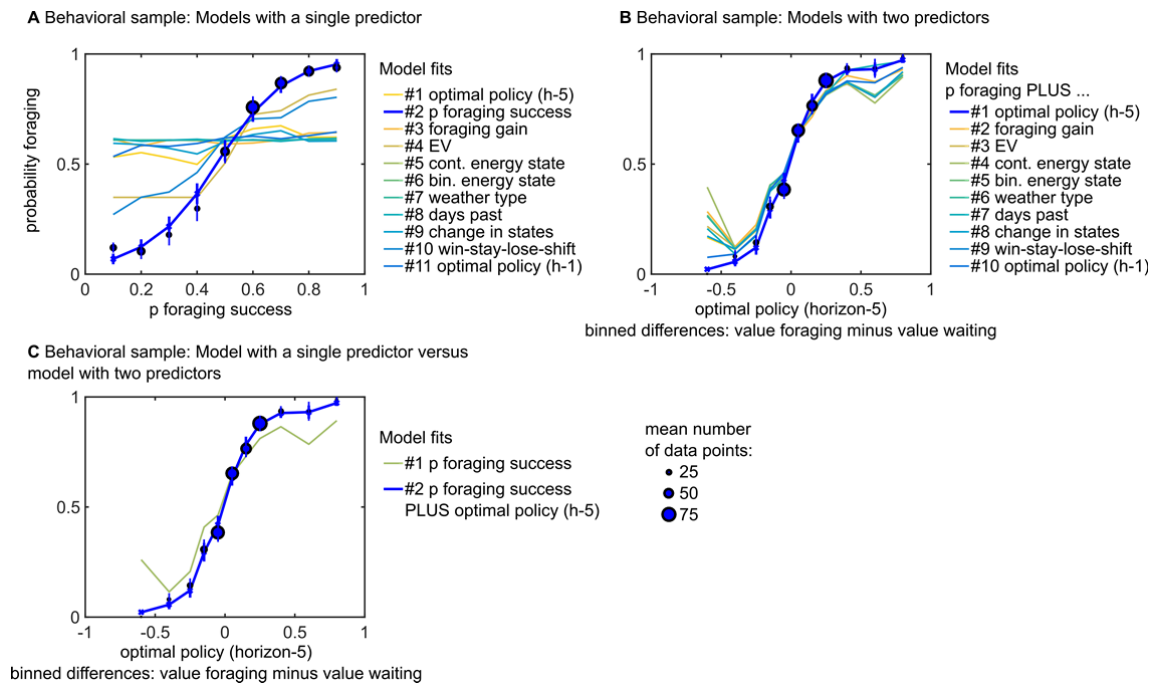 A Behavioral sample: Models with a single predictor
1
0.5
0
0
0.2
0.4
0.6
0.8
1
probability foraging
p foraging success
Model fits
#1 optimal policy (h-5)
#2 p foraging success
#3 foraging gain
#4 EV
#5 cont. energy state
#6 bin. energy state
#7 weather type
#8 days past
#9 change in states
#10 win-stay-lose-shift
#11 optimal policy (h-1)
B Behavioral sample: Models with two predictors
1
0.5
0
-1
-0.5
0
0.5
1
optimal policy (horizon-5)
binned differences: value foraging minus value waiting
Model fits
p foraging PLUS ...
#1 optimal policy (h-5)
#2 foraging gain
#3 EV
#4 cont. energy state
#5 bin. energy state
#6 weather type
#7 days past
#8 change in states
#9 win-stay-lose-shift
#10 optimal policy (h-1)
C Behavioral sample: Model with a single predictor versus
model with two predictors
1
0.5
0
-1
-0.5
0
0.5
1
optimal policy (horizon-5)
binned differences: value foraging minus value waiting
Model fits
#1 p foraging success
#2 p foraging success
PLUS optimal policy (h-5)
mean number
of data points:
25
50
75